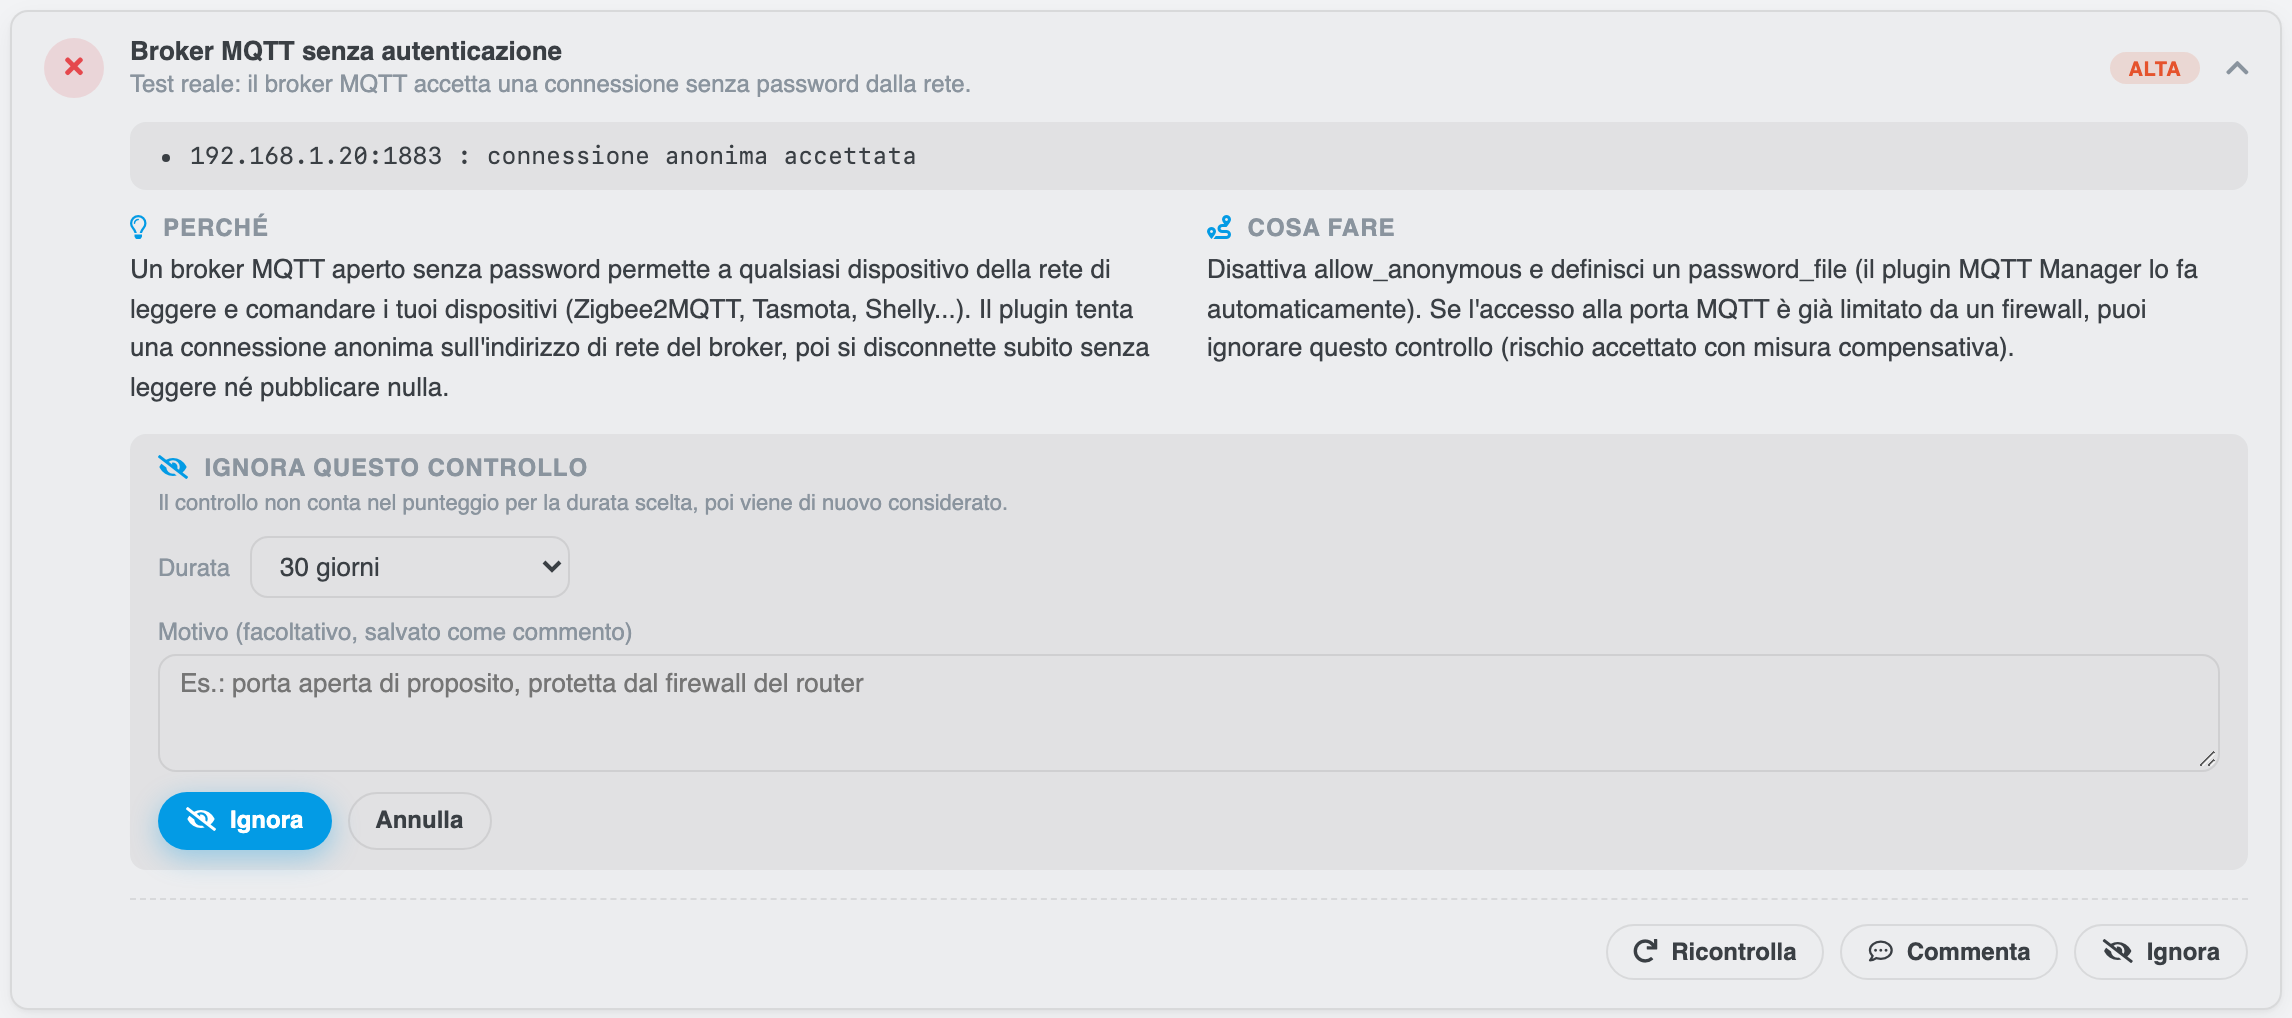 Broker MQTT senza autenticazione
Test reale: il broker MQTT accetta una connessione senza password dalla rete.
ALTA
• 192.168.1.20:1883 : connessione anonima accettata
PERCHÉ
Un broker MQTT aperto senza password permette a qualsiasi dispositivo della rete di
leggere e comandare i tuoi dispositivi (Zigbee2MQTT, Tasmota, Shelly...). Il plugin tenta
una connessione anonima sull'indirizzo di rete del broker, poi si disconnette subito senza
leggere né pubblicare nulla.
COSA FARE
Disattiva allow_anonymous e definisci un password_file (il plugin MQTT Manager lo fa
automaticamente). Se l'accesso alla porta MQTT è già limitato da un firewall, puoi
ignorare questo controllo (rischio accettato con misura compensativa).
IGNORA QUESTO CONTROLLO
Il controllo non conta nel punteggio per la durata scelta, poi viene di nuovo considerato.
Durata
30 giorni
Motivo (facoltativo, salvato come commento)
Es.: porta aperta di proposito, protetta dal firewall del router
Ignora
Annulla
Ricontrolla
Commenta
Ignora